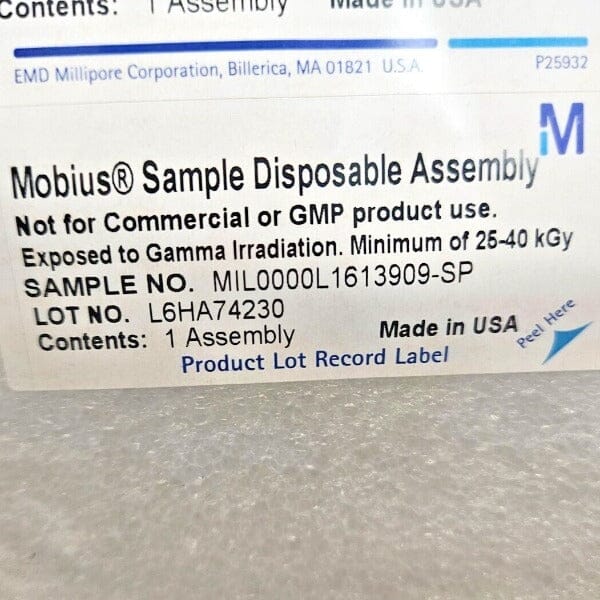 Contents: 1 Assembly Made in USA
EMD Millipore Corporation, Billerica, MA 01821 U.S.A. P25932
M
Mobius® Sample Disposable Assembly
Not for Commercial or GMP product use.
Exposed to Gamma Irradiation. Minimum of 25-40 kGy
SAMPLE NO. MIL0000L1613909-SP
LOT NO. L6HA74230
Contents: 1 Assembly Made in USA
Peel Here
Product Lot Record Label